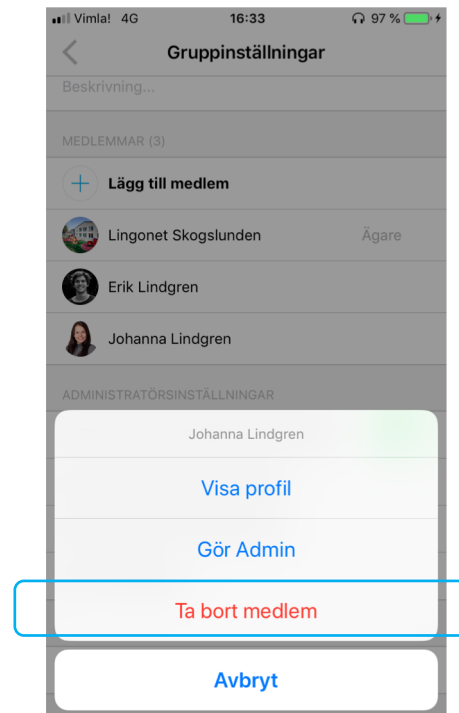 Vimla! 4G 16:33 97 %
Gruppinställningar
Beskrivning...
MEDLEMMAR (3)
Lägg till medlem
Lingonet Skogslunden Ägare
Erik Lindgren
Johanna Lindgren
ADMINISTRATÖRSINSTÄLLNINGAR
Johanna Lindgren
Visa profil
Gör Admin
Ta bort medlem
Avbryt